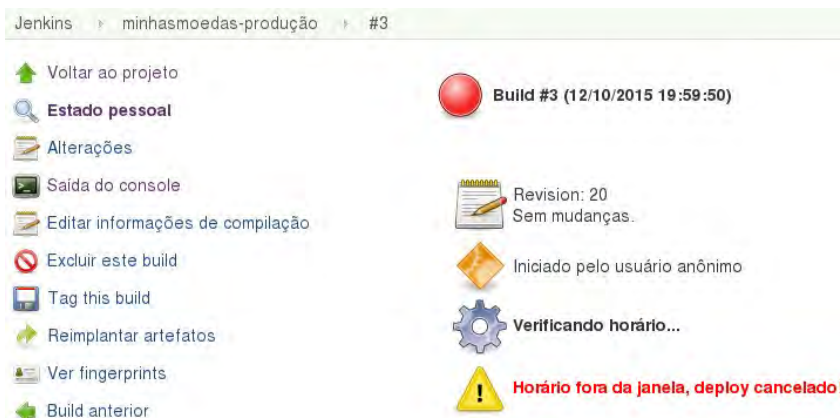 Jenkins minhasmoedas-produção #3
Voltar ao projeto
Estado pessoal
Alterações
Saída do console
Editar informações de compilação
Excluir este build
Tag this build
Reimplantar artefatos
Ver fingerprints
Build anterior
Build #3 (12/10/2015 19:59:50)
Revision: 20
Sem mudanças.
Iniciado pelo usuário anônimo
Verificando horário...
Horário fora da janela, deploy cancelado